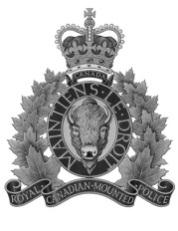 CANADA
MAINTIENS·LE·DROIT
ROYAL CANADIAN·MOUNTED POLICE